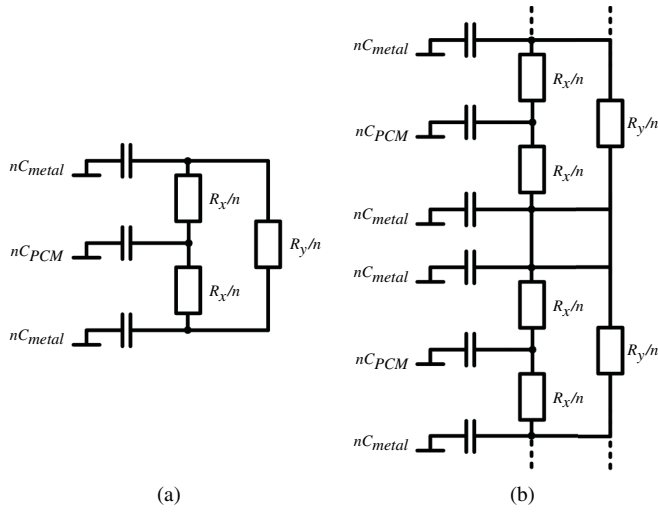 nC_metal
R_x/n
nC_PCM
R_y/n
R_x/n
nC_metal
(a)
nC_metal
R_x/n
nC_PCM
R_y/n
R_x/n
nC_metal
nC_metal
R_x/n
nC_PCM
R_y/n
R_x/n
nC_metal
(b)